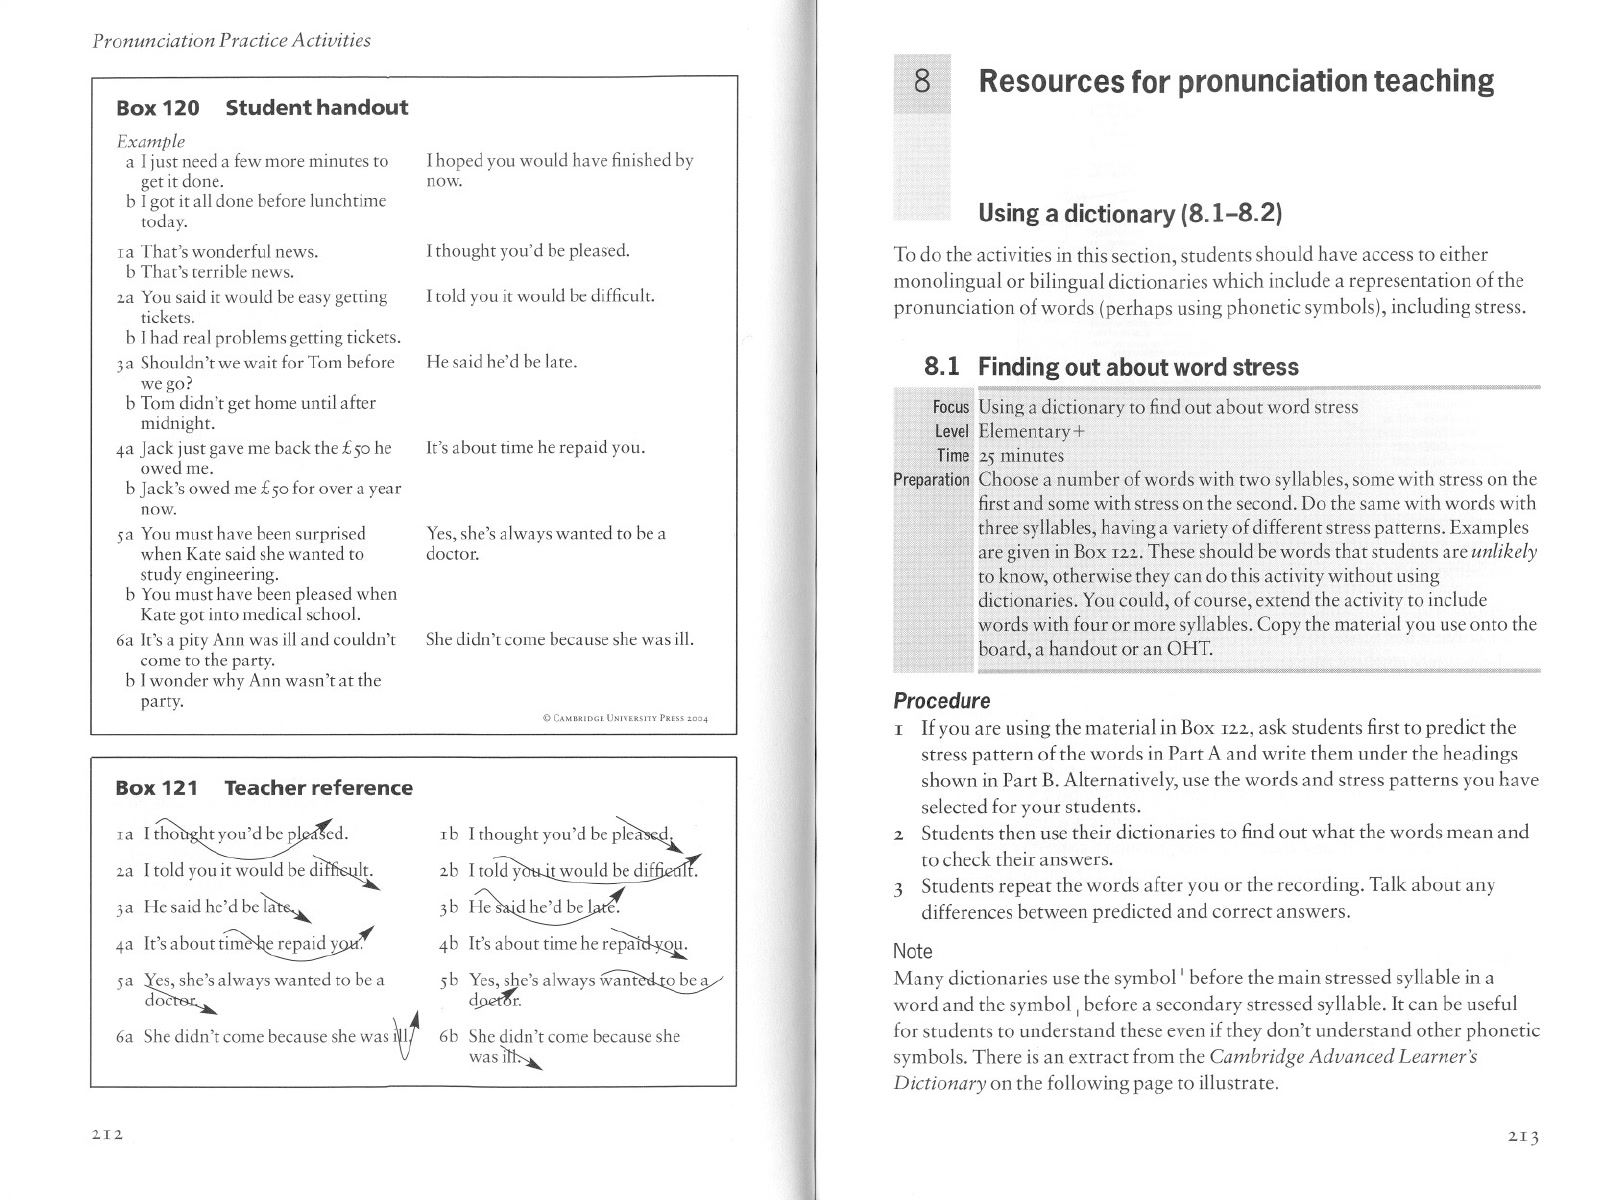 Pronunciation Practice Activities
Box 120 Student handout
Example
a I just need a few more minutes to
get it done.
I hoped you would have finished by
now.
b I got it all done before lunchtime
today.
1a That's wonderful news.
I thought you'd be pleased.
b That's terrible news.
2a You said it would be easy getting
tickets.
I told you it would be difficult.
b I had real problems getting tickets.
3a Shouldn't we wait for Tom before
we go?
He said he'd be late.
b Tom didn't get home until after
midnight.
4a Jack just gave me back the £50 he
owed me.
It's about time he repaid you.
b Jack's owed me £50 for over a year
now.
5a You must have been surprised
when Kate said she wanted to
study engineering.
Yes, she's always wanted to be a
doctor.
b You must have been pleased when
Kate got into medical school.
6a It's a pity Ann was ill and couldn't
come to the party.
She didn't come because she was ill.
b I wonder why Ann wasn't at the
party.
© CAMBRIDGE UNIVERSITY PRESS 2004
Box 121 Teacher reference
1a I thought you'd be pleased.
1b I thought you'd be pleased.
2a I told you it would be difficult.
2b I told you it would be difficult.
3a He said he'd be late.
3b He said he'd be late.
4a It's about time he repaid you.
4b It's about time he repaid you.
5a Yes, she's always wanted to be a
doctor.
5b Yes, she's always wanted to be a
doctor.
6a She didn't come because she was ill.
6b She didn't come because she
was ill.
212
8 Resources for pronunciation teaching
Using a dictionary (8.1–8.2)
To do the activities in this section, students should have access to either
monolingual or bilingual dictionaries which include a representation of the
pronunciation of words (perhaps using phonetic symbols), including stress.
8.1 Finding out about word stress
Focus Using a dictionary to find out about word stress
Level Elementary+
Time 25 minutes
Preparation Choose a number of words with two syllables, some with stress on the
first and some with stress on the second. Do the same with words with
three syllables, having a variety of different stress patterns. Examples
are given in Box 122. These should be words that students are unlikely
to know, otherwise they can do this activity without using
dictionaries. You could, of course, extend the activity to include
words with four or more syllables. Copy the material you use onto the
board, a handout or an OHT.
Procedure
1 If you are using the material in Box 122, ask students first to predict the
stress pattern of the words in Part A and write them under the headings
shown in Part B. Alternatively, use the words and stress patterns you have
selected for your students.
2 Students then use their dictionaries to find out what the words mean and
to check their answers.
3 Students repeat the words after you or the recording. Talk about any
differences between predicted and correct answers.
Note
Many dictionaries use the symbol ˈ before the main stressed syllable in a
word and the symbol ˌ before a secondary stressed syllable. It can be useful
for students to understand these even if they don't understand other phonetic
symbols. There is an extract from the Cambridge Advanced Learner's
Dictionary on the following page to illustrate.
213